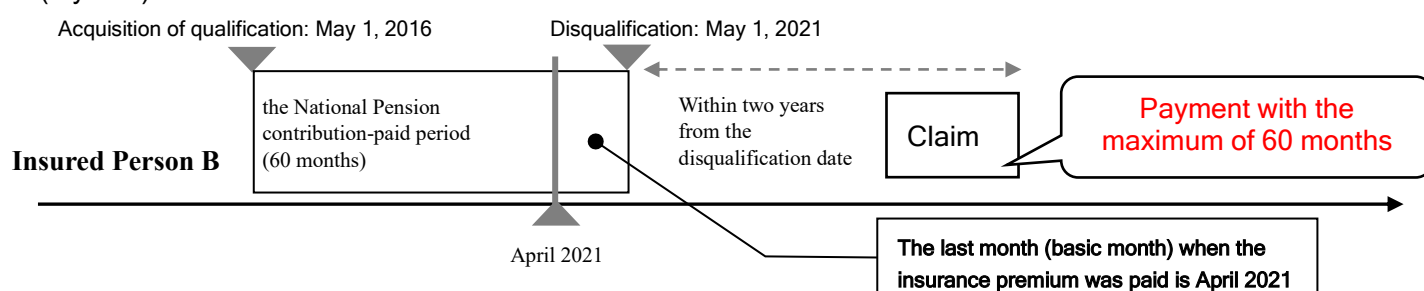 Acquisition of qualification: May 1, 2016
Disqualification: May 1, 2021
the National Pension
contribution-paid period
(60 months)
Within two years
from the
disqualification date
Claim
Payment with the
maximum of 60 months
Insured Person B
April 2021
The last month (basic month) when the
insurance premium was paid is April 2021